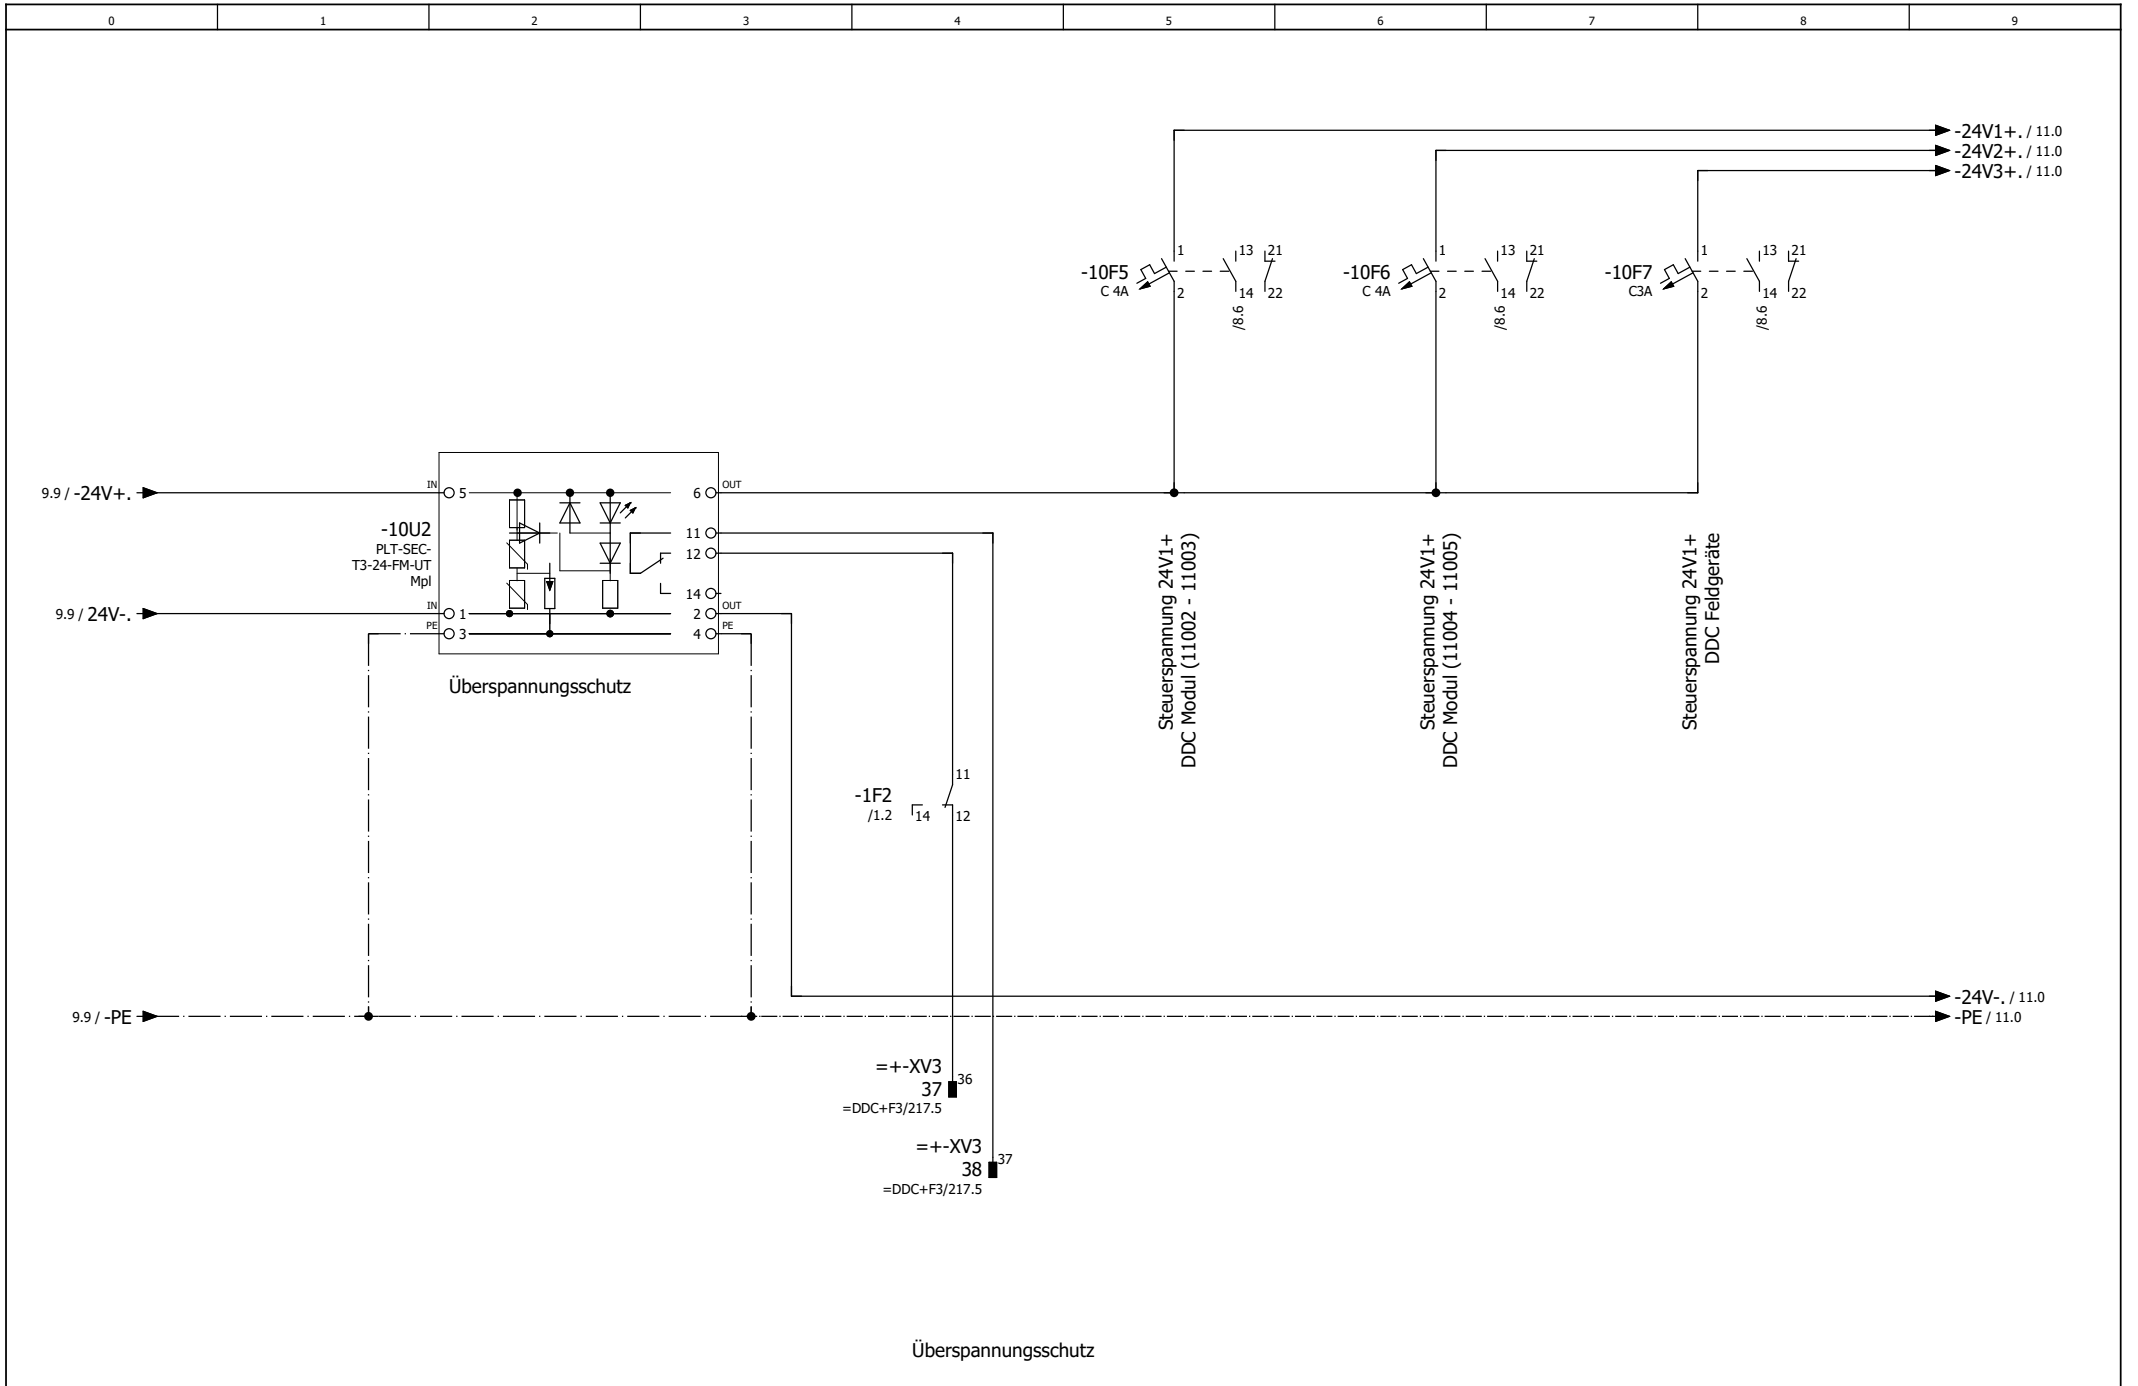 0 1 2 3 4 5 6 7 8 9
-24V1+. / 11.0
-24V2+. / 11.0
-24V3+. / 11.0
-10F5
C 4A
1
2
13
14
21
22
/8.6
-10F6
C 4A
1
2
13
14
21
22
/8.6
-10F7
C3A
1
2
13
14
21
22
/8.6
9.9 / -24V+.
IN
5
6
OUT
-10U2
PLT-SEC-
T3-24-FM-UT
Mpl
11
12
14
9.9 / 24V-.
IN
1
2
OUT
PE
3
4
PE
Überspannungsschutz
Steuerspannung 24V1+
DDC Modul (11002 - 11003)
Steuerspannung 24V1+
DDC Modul (11004 - 11005)
Steuerspannung 24V1+
DDC Feldgeräte
-1F2
/1.2
11
14
12
-24V-. / 11.0
9.9 / -PE
-PE / 11.0
=+-XV3
37
36
=DDC+F3/217.5
=+-XV3
38
37
=DDC+F3/217.5
Überspannungsschutz